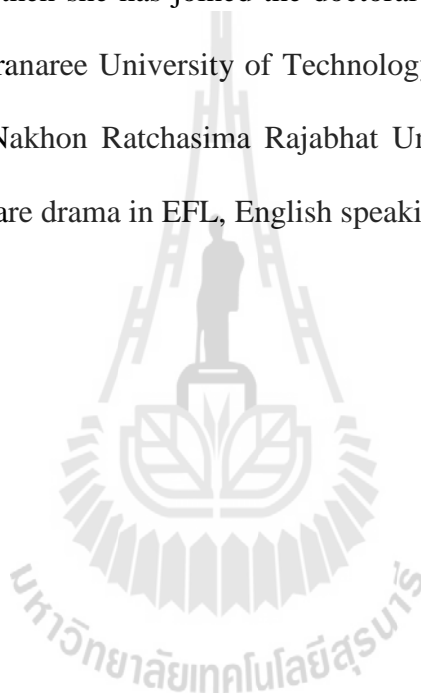 then she has joined the doctoral
ranaree University of Technology
Nakhon Ratchasima Rajabhat Un
are drama in EFL, English speaki
มหาวิทยาลัยเทคโนโลยีสุรนารี